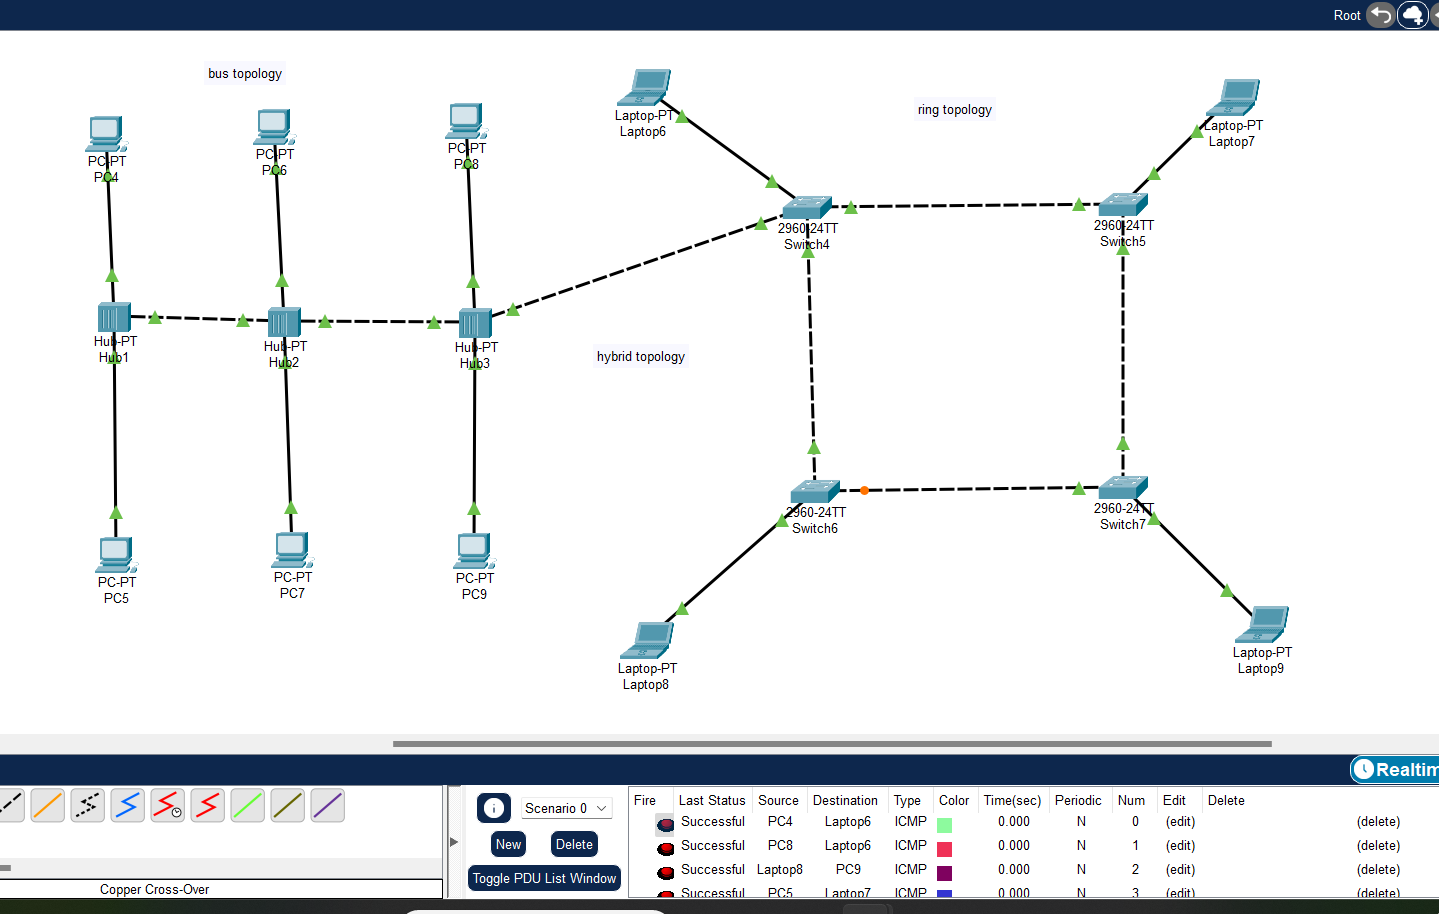 Root
bus topology
ring topology
Laptop-PT
Laptop6
Laptop-PT
Laptop7
PC-PT
PC4
PC-PT
PC6
PC-PT
PC8
2960-24TT
Switch4
2960-24TT
Switch5
Hub-PT
Hub1
Hub-PT
Hub2
Hub-PT
Hub3
hybrid topology
2960-24TT
Switch6
2960-24TT
Switch7
PC-PT
PC5
PC-PT
PC7
PC-PT
PC9
Laptop-PT
Laptop8
Laptop-PT
Laptop9
Realtim
Scenario 0
New
Delete
Toggle PDU List Window
Copper Cross-Over
Fire Last Status Source Destination Type Color Time(sec) Periodic Num Edit Delete
Successful PC4 Laptop6 ICMP 0.000 N 0 (edit) (delete)
Successful PC8 Laptop6 ICMP 0.000 N 1 (edit) (delete)
Successful Laptop8 PC9 ICMP 0.000 N 2 (edit) (delete)
Successful PC5 Laptop7 ICMP 0.000 N 3 (edit) (delete)